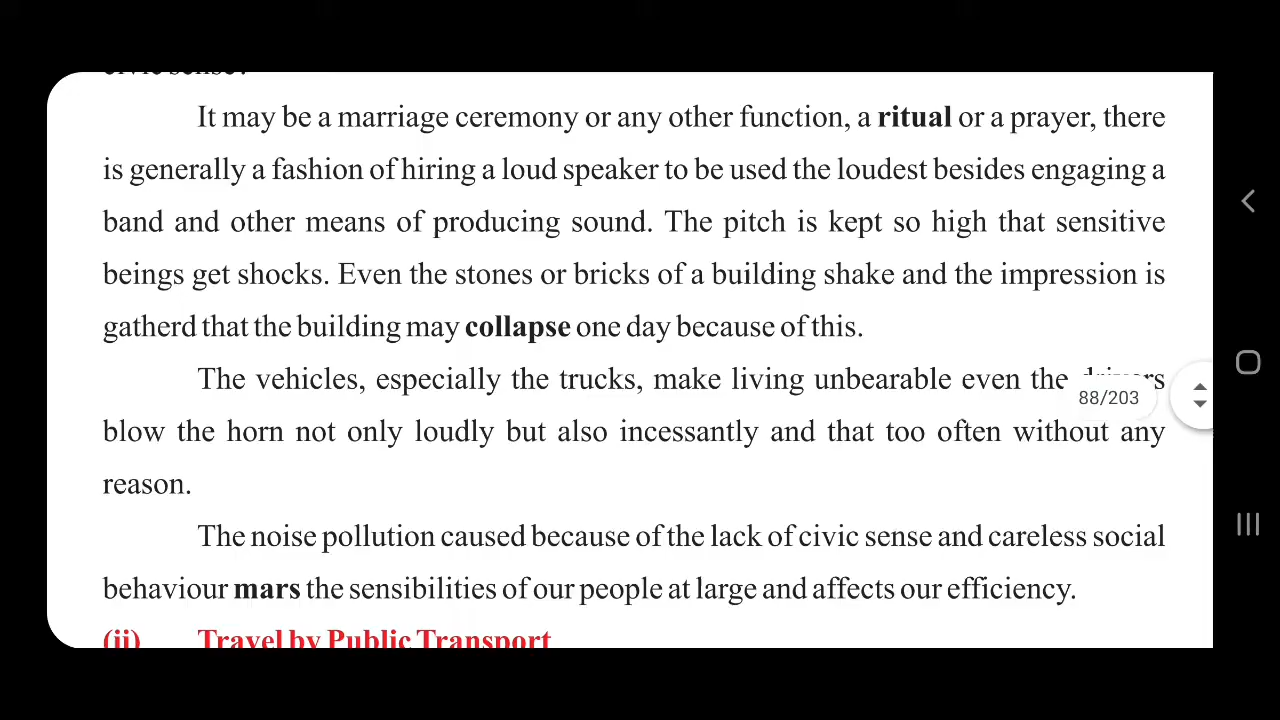 civic sense?
It may be a marriage ceremony or any other function, a ritual or a prayer, there
is generally a fashion of hiring a loud speaker to be used the loudest besides engaging a
band and other means of producing sound. The pitch is kept so high that sensitive
beings get shocks. Even the stones or bricks of a building shake and the impression is
gatherd that the building may collapse one day because of this.
The vehicles, especially the trucks, make living unbearable even the drivers
88/203
blow the horn not only loudly but also incessantly and that too often without any
reason.
The noise pollution caused because of the lack of civic sense and careless social
behaviour mars the sensibilities of our people at large and affects our efficiency.
(ii) Travel by Public Transport